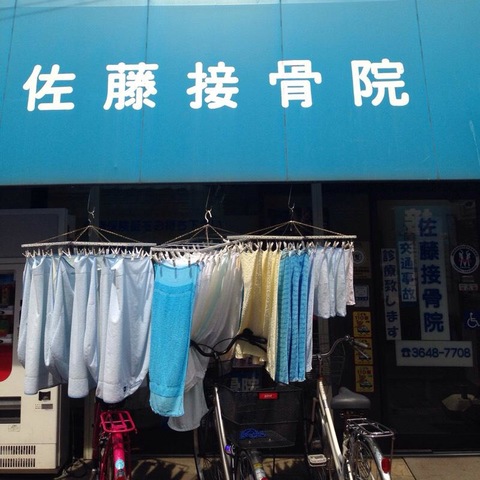 佐藤接骨院
佐藤接骨院
交通事故
診療致します
☎3648-7708